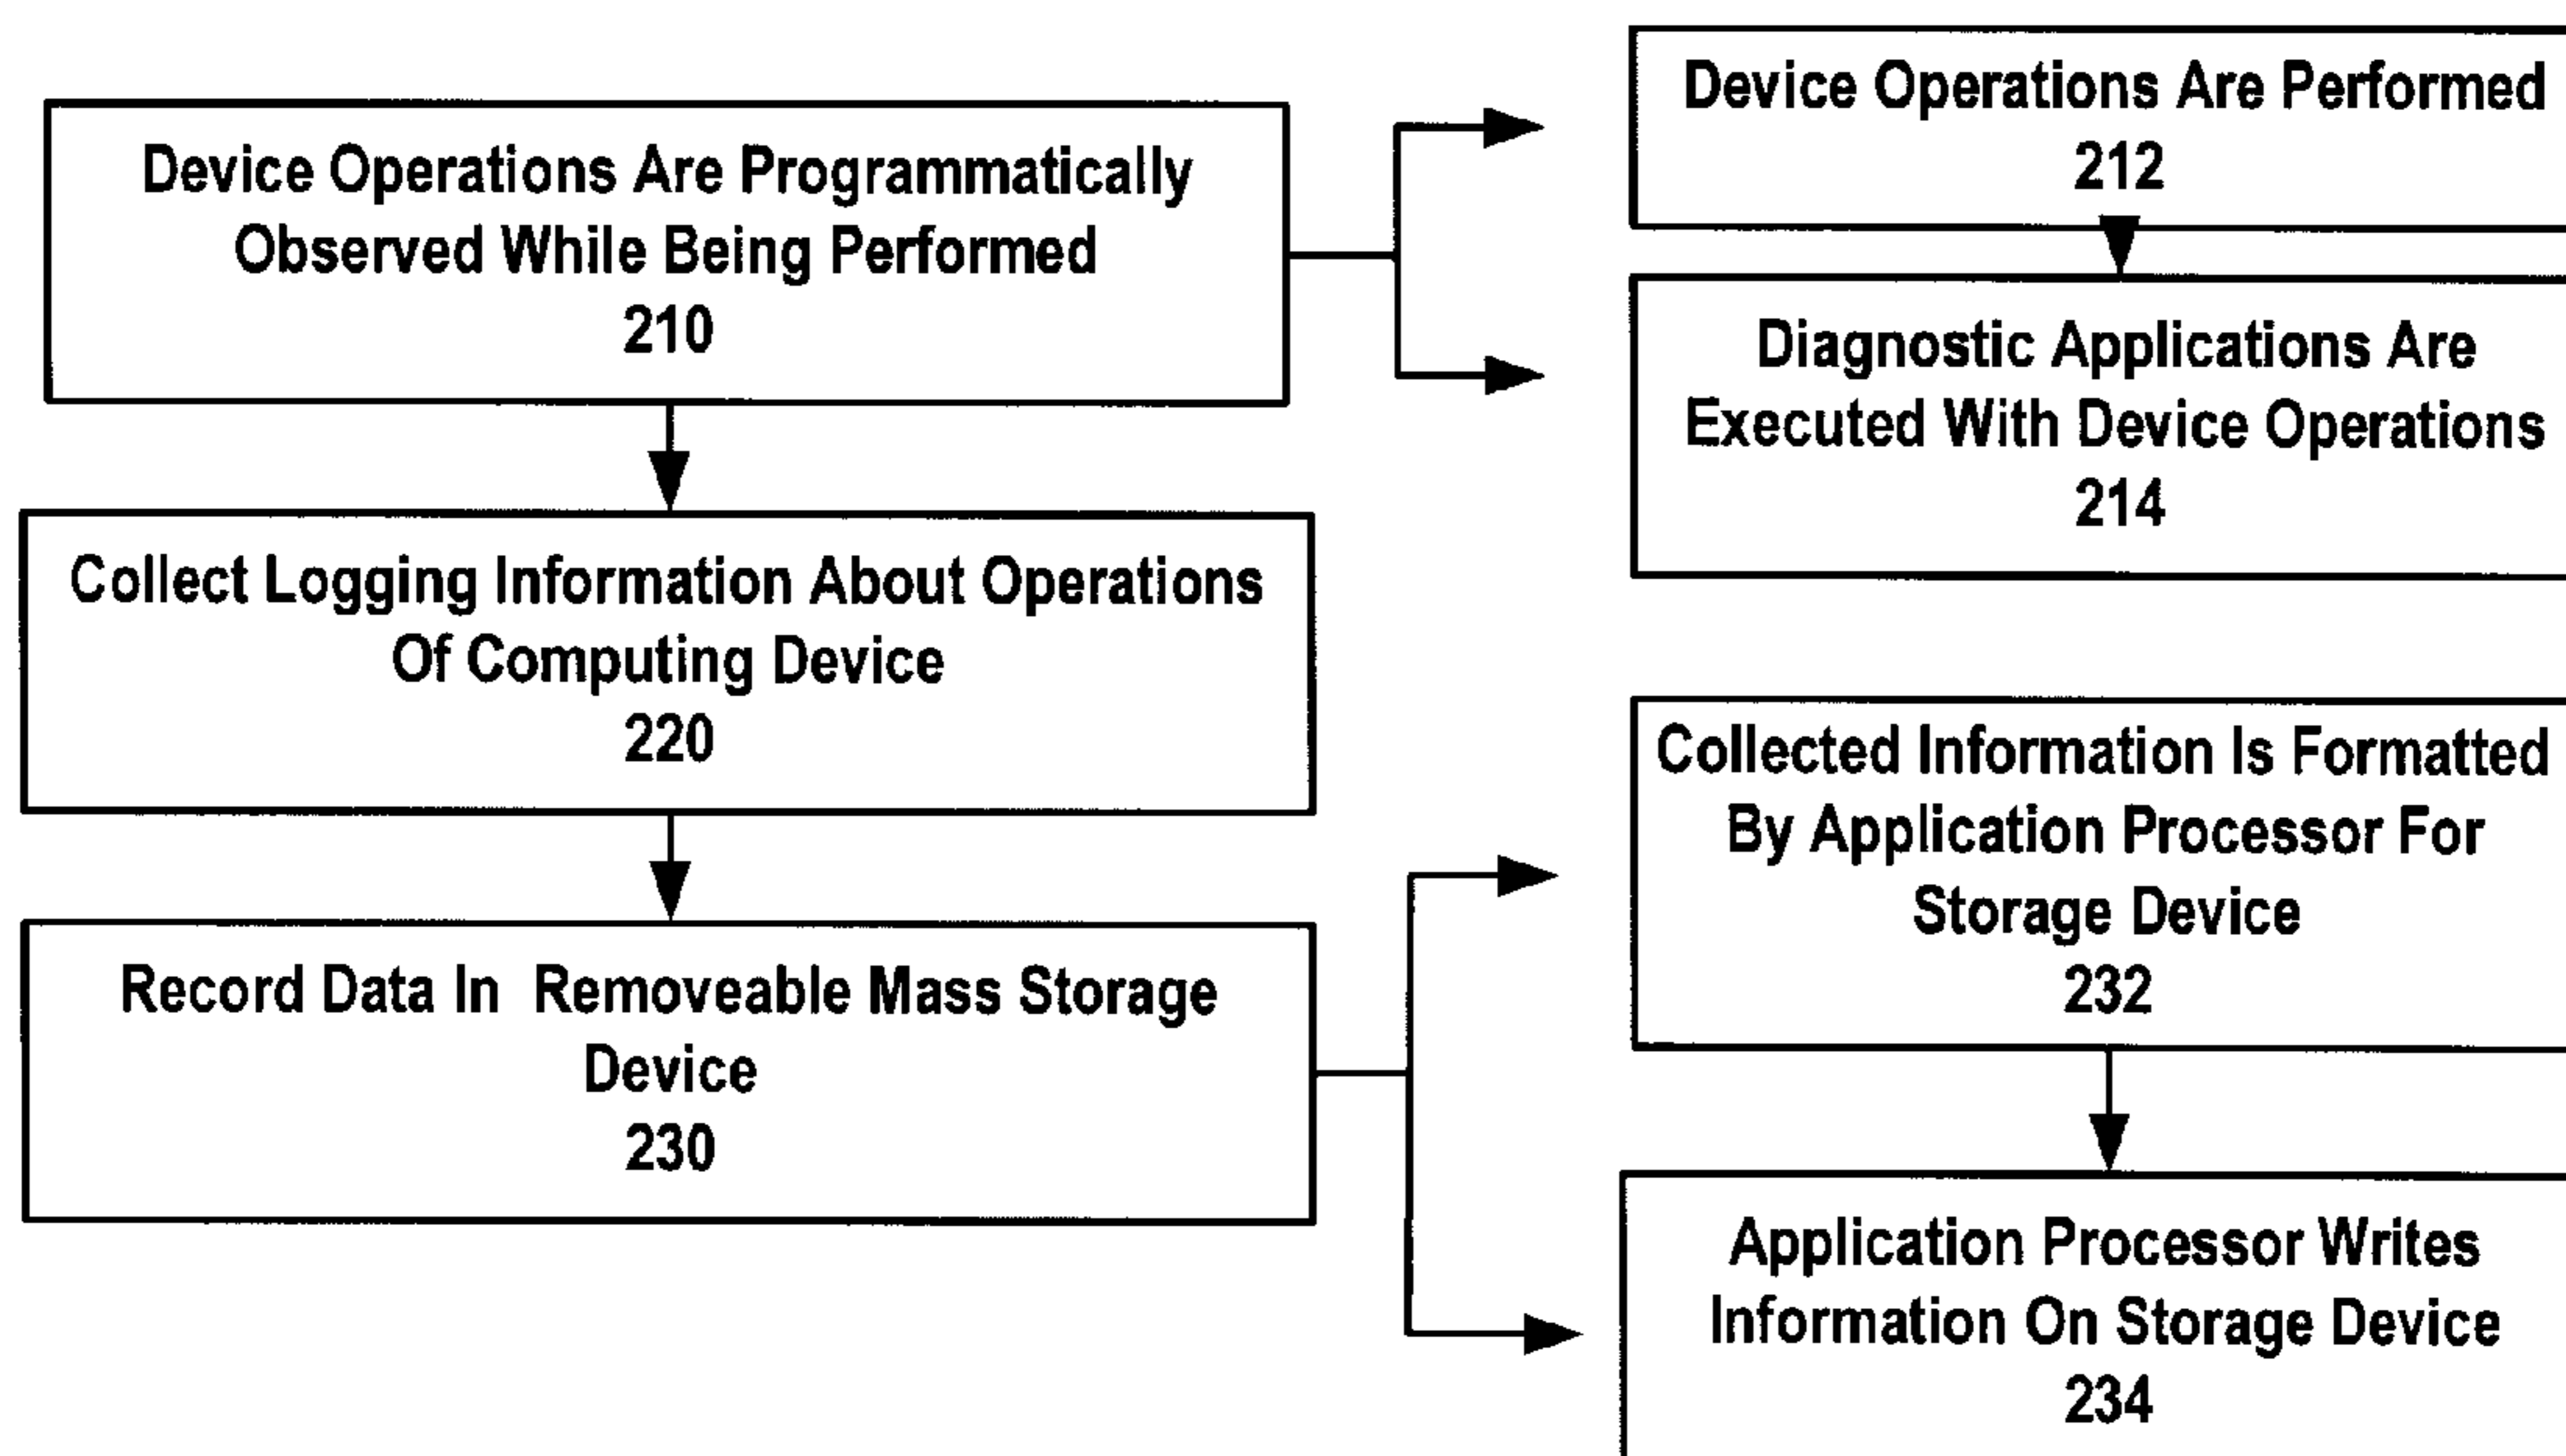 Device Operations Are Programmatically
Observed While Being Performed
210
Device Operations Are Performed
212
Diagnostic Applications Are
Executed With Device Operations
214
Collect Logging Information About Operations
Of Computing Device
220
Record Data In Removeable Mass Storage
Device
230
Collected Information Is Formatted
By Application Processor For
Storage Device
232
Application Processor Writes
Information On Storage Device
234